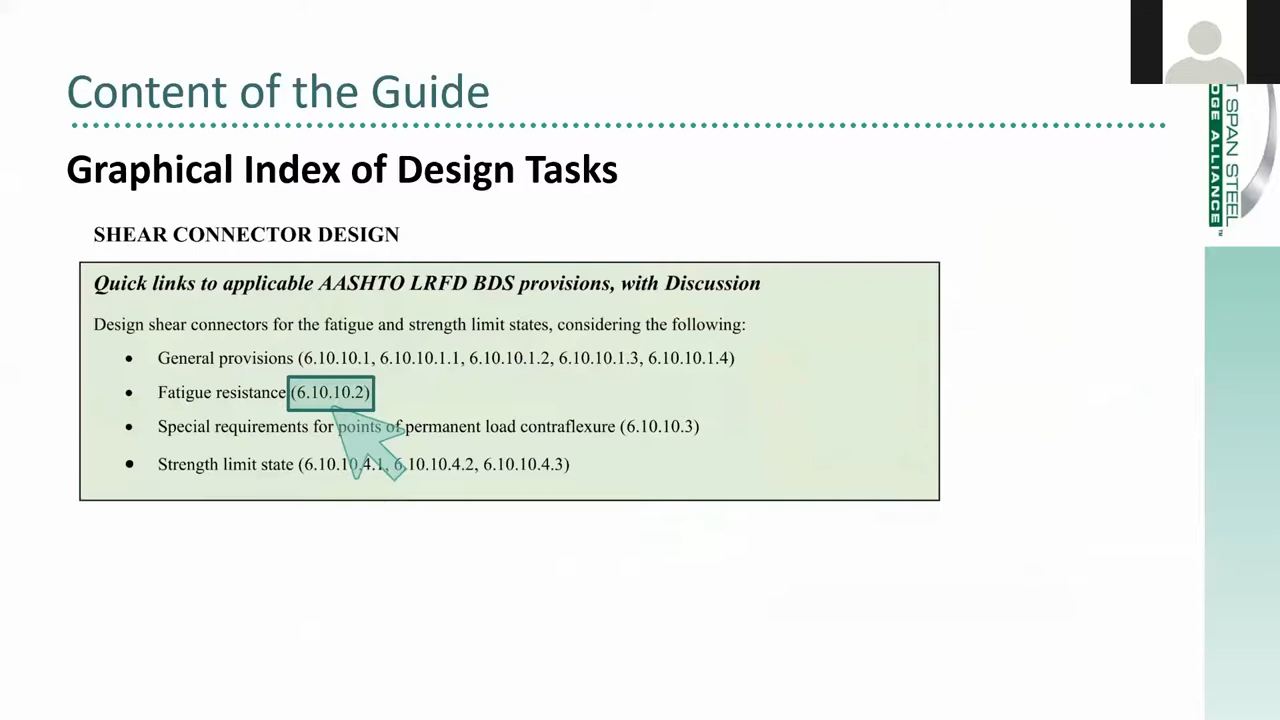 Content of the Guide
Graphical Index of Design Tasks
SHEAR CONNECTOR DESIGN
Quick links to applicable AASHTO LRFD BDS provisions, with Discussion
Design shear connectors for the fatigue and strength limit states, considering the following:
• General provisions (6.10.10.1, 6.10.10.1.1, 6.10.10.1.2, 6.10.10.1.3, 6.10.10.1.4)
• Fatigue resistance (6.10.10.2)
• Special requirements for points of permanent load contraflexure (6.10.10.3)
• Strength limit state (6.10.10.4.1, 6.10.10.4.2, 6.10.10.4.3)
T SPAN STEEL
DGE ALLIANCE
™